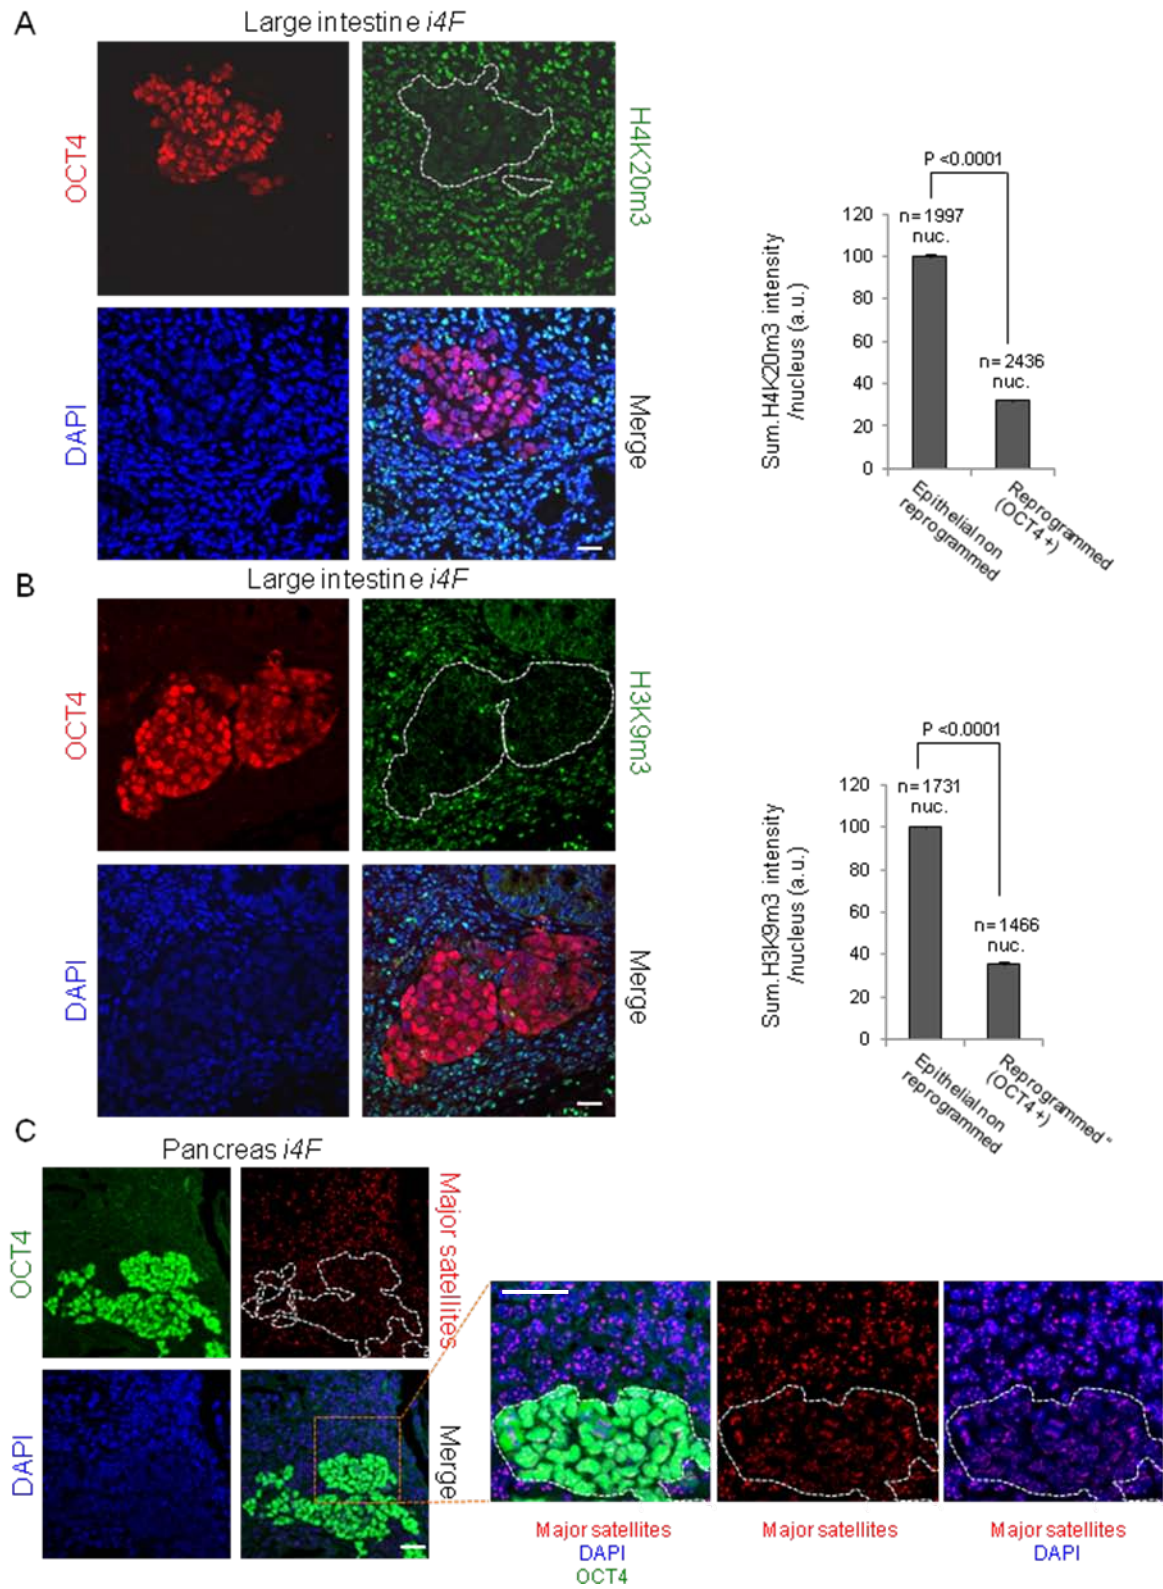 A
Large intestine i4F
OCT4
H4K20m3
DAPI
Merge
P <0.0001
Sum.H4K20m3 intensity
/nucleus (a.u.)
120
100
80
60
40
20
0
n=1997
nuc.
n=2436
nuc.
Epithelial non
reprogrammed
Reprogrammed
(OCT4+)
B
Large intestine i4F
OCT4
H3K9m3
DAPI
Merge
P <0.0001
Sum.H3K9m3 intensity
/nucleus (a.u.)
120
100
80
60
40
20
0
n=1731
nuc.
n=1466
nuc.
Epithelial non
reprogrammed
Reprogrammed "
(OCT4+)
C
Pancreas i4F
OCT4
Major satellites
DAPI
Merge
Major satellites
DAPI
OCT4
Major satellites
Major satellites
DAPI